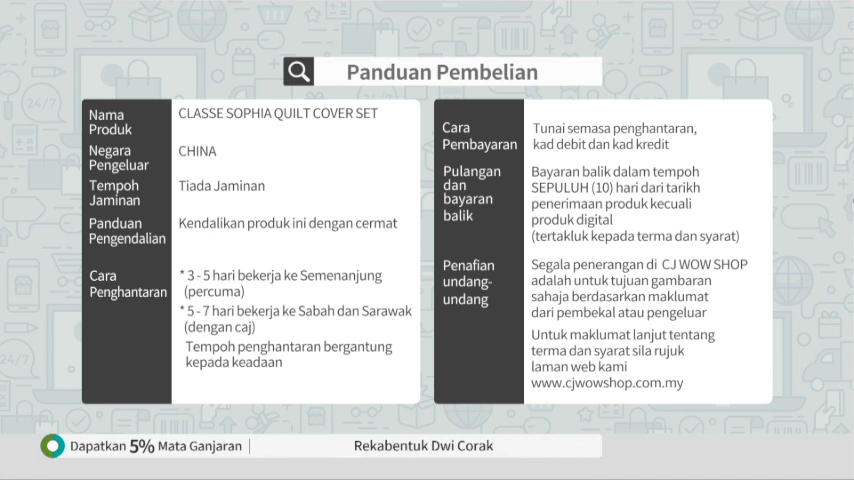 Panduan Pembelian
Nama
Produk
CLASSE SOPHIA QUILT COVER SET
Negara
Pengeluar
CHINA
Tempoh
Jaminan
Tiada Jaminan
Panduan
Pengendalian
Kendalikan produk ini dengan cermat
Cara
Penghantaran
* 3 - 5 hari bekerja ke Semenanjung
(percuma)
* 5 - 7 hari bekerja ke Sabah dan Sarawak
(dengan caj)
Tempoh penghantaran bergantung
kepada keadaan
Cara
Pembayaran
Tunai semasa penghantaran,
kad debit dan kad kredit
Pulangan
dan
bayaran
balik
Bayaran balik dalam tempoh
SEPULUH (10) hari dari tarikh
penerimaan produk kecuali
produk digital
(tertakluk kepada terma dan syarat)
Penafian
undang-
undang
Segala penerangan di CJ WOW SHOP
adalah untuk tujuan gambaran
sahaja berdasarkan maklumat
dari pembekal atau pengeluar
Untuk maklumat lanjut tentang
terma dan syarat sila rujuk
laman web kami
www.cjwowshop.com.my
Dapatkan 5% Mata Ganjaran |
Rekabentuk Dwi Corak
24/7
24/7